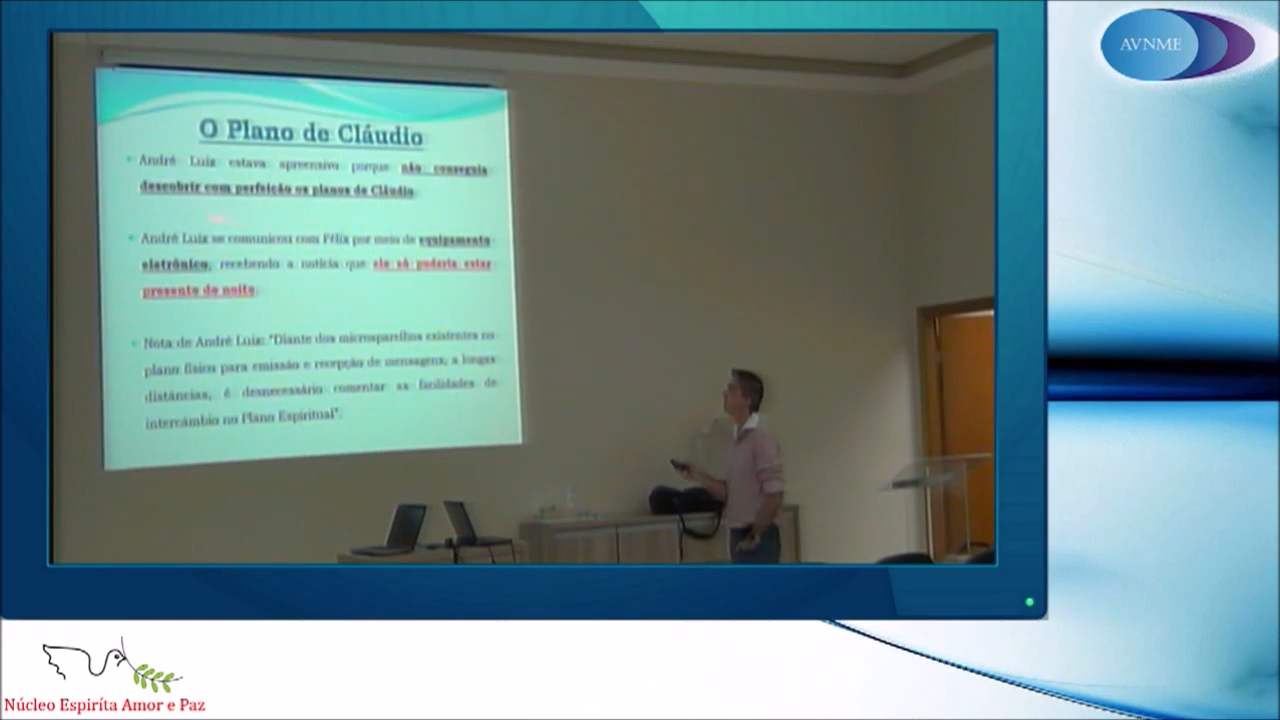 AVNME
O Plano de Cláudio
André Luiz estava apreensivo porque não conseguia
descobrir com perfeição os planos de Cláudio.
André Luiz se comunicou com Félix por meio de equipamento
eletrônico, recebendo a notícia que ele só poderia estar
presente do noite.
Nota de André Luiz: "Diante dos microaparelhos existentes no
plano físico para emissão e recepção de mensagens, a longas
distâncias, é desnecessário comentar as facilidades de
intercâmbio no Plano Espiritual".
Núcleo Espiríta Amor e Paz